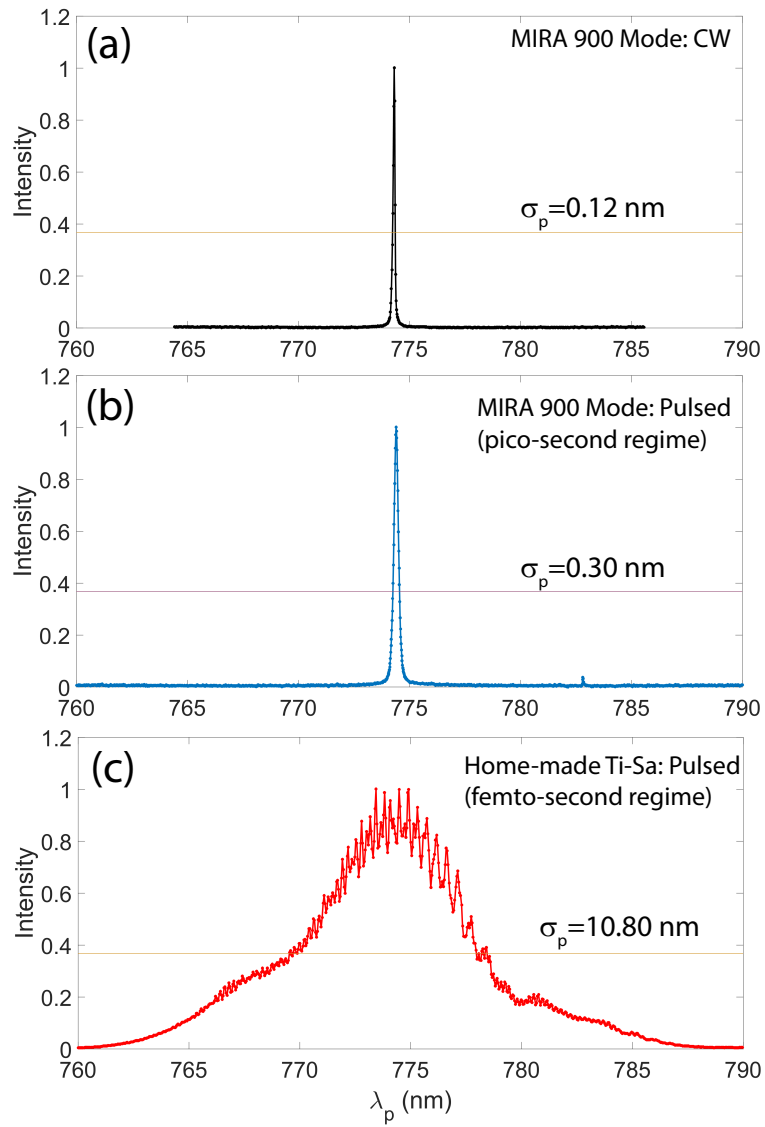 (a)
MIRA 900 Mode: CW
σp=0.12 nm
Intensity
1.2
1
0.8
0.6
0.4
0.2
0
760 765 770 775 780 785 790
(b)
MIRA 900 Mode: Pulsed
(pico-second regime)
σp=0.30 nm
Intensity
1.2
1
0.8
0.6
0.4
0.2
0
760 765 770 775 780 785 790
(c)
Home-made Ti-Sa: Pulsed
(femto-second regime)
σp=10.80 nm
Intensity
1.2
1
0.8
0.6
0.4
0.2
0
760 765 770 775 780 785 790
λp (nm)